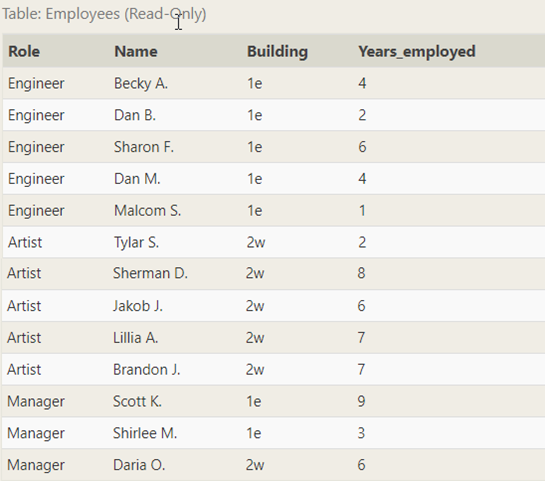 Table: Employees (Read-Only)
Role Name Building Years_employed
Engineer Becky A. 1e 4
Engineer Dan B. 1e 2
Engineer Sharon F. 1e 6
Engineer Dan M. 1e 4
Engineer Malcom S. 1e 1
Artist Tylar S. 2w 2
Artist Sherman D. 2w 8
Artist Jakob J. 2w 6
Artist Lillia A. 2w 7
Artist Brandon J. 2w 7
Manager Scott K. 1e 9
Manager Shirlee M. 1e 3
Manager Daria O. 2w 6